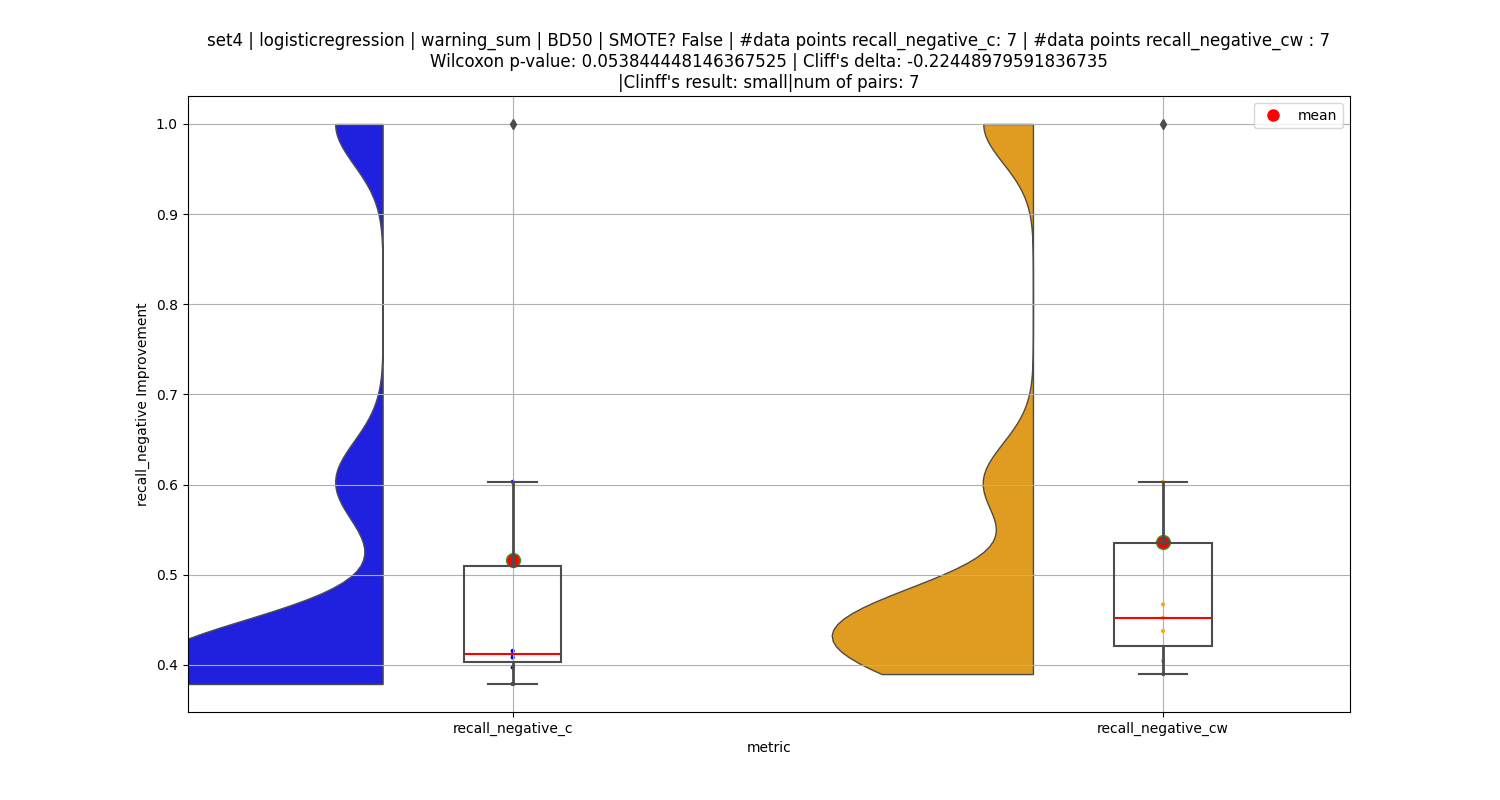 set4 | logisticregression | warning_sum | BD50 | SMOTE? False | #data points recall_negative_c: 7 | #data points recall_negative_cw : 7
Wilcoxon p-value: 0.053844448146367525 | Cliff's delta: -0.22448979591836735
|Clinff's result: small|num of pairs: 7
mean
1.0
0.9
0.8
0.7
0.6
0.5
0.4
recall_negative Improvement
recall_negative_c
recall_negative_cw
metric